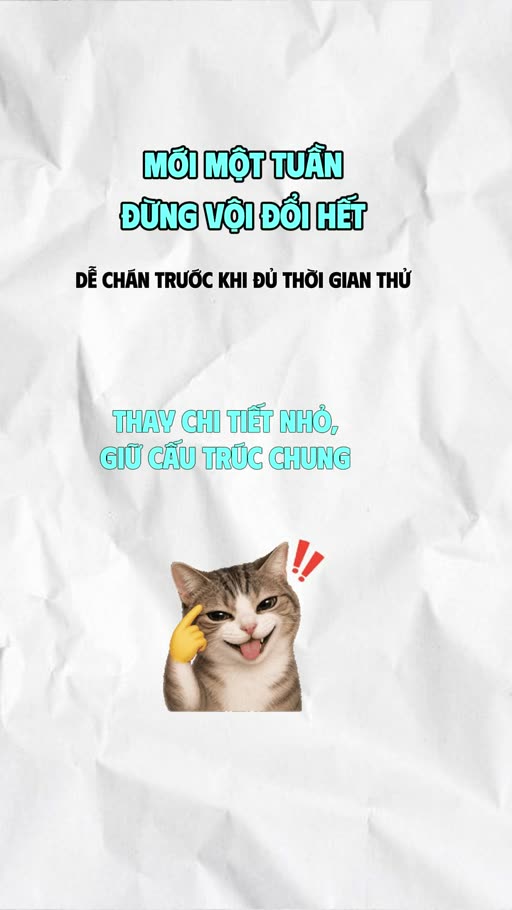 MỚI MỘT TUẦN
ĐỪNG VỘI ĐỔI HẾT
DỄ CHÁN TRƯỚC KHI ĐỦ THỜI GIAN THỬ
THAY CHI TIẾT NHỎ,
GIỮ CẤU TRÚC CHUNG